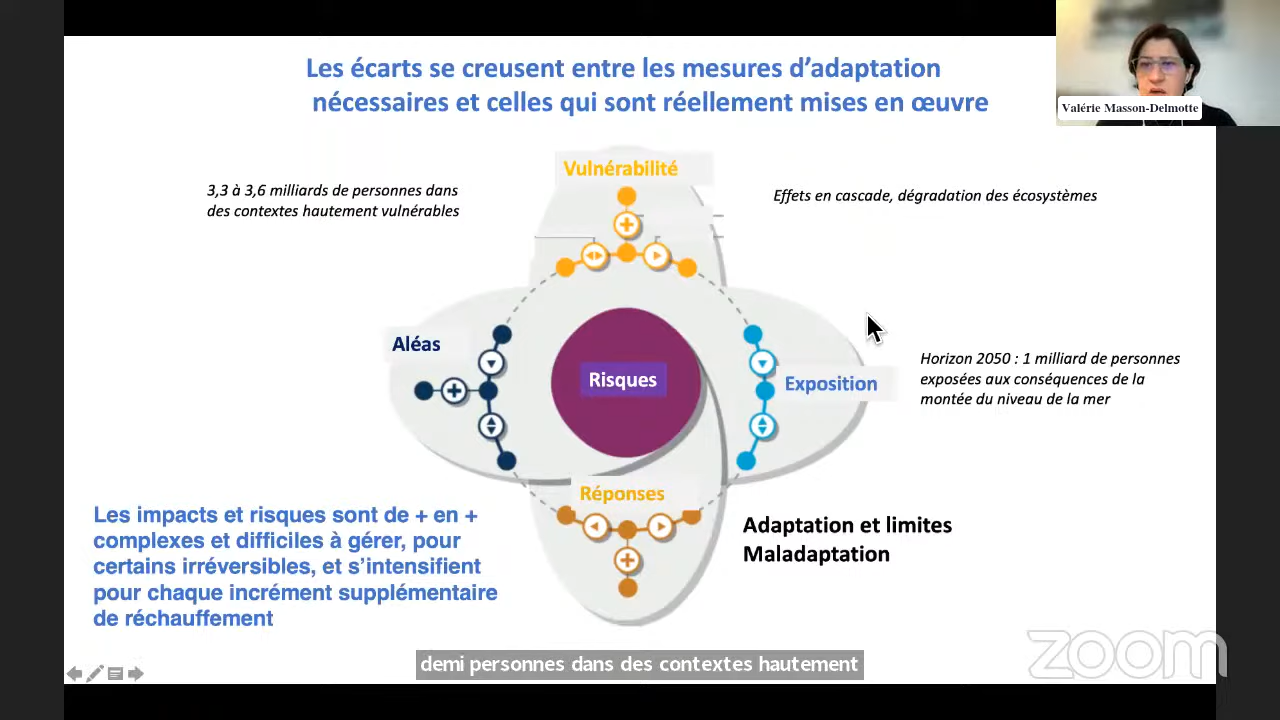 Les écarts se creusent entre les mesures d’adaptation
nécessaires et celles qui sont réellement mises en œuvre
Valérie Masson-Delmotte
Vulnérabilité
3,3 à 3,6 milliards de personnes dans
des contextes hautement vulnérables
Effets en cascade, dégradation des écosystèmes
Aléas
Risques
Exposition
Horizon 2050 : 1 milliard de personnes
exposées aux conséquences de la
montée du niveau de la mer
Réponses
Les impacts et risques sont de + en +
complexes et difficiles à gérer, pour
certains irréversibles, et s’intensifient
pour chaque incrément supplémentaire
de réchauffement
Adaptation et limites
Maladaptation
demi personnes dans des contextes hautement
zoom